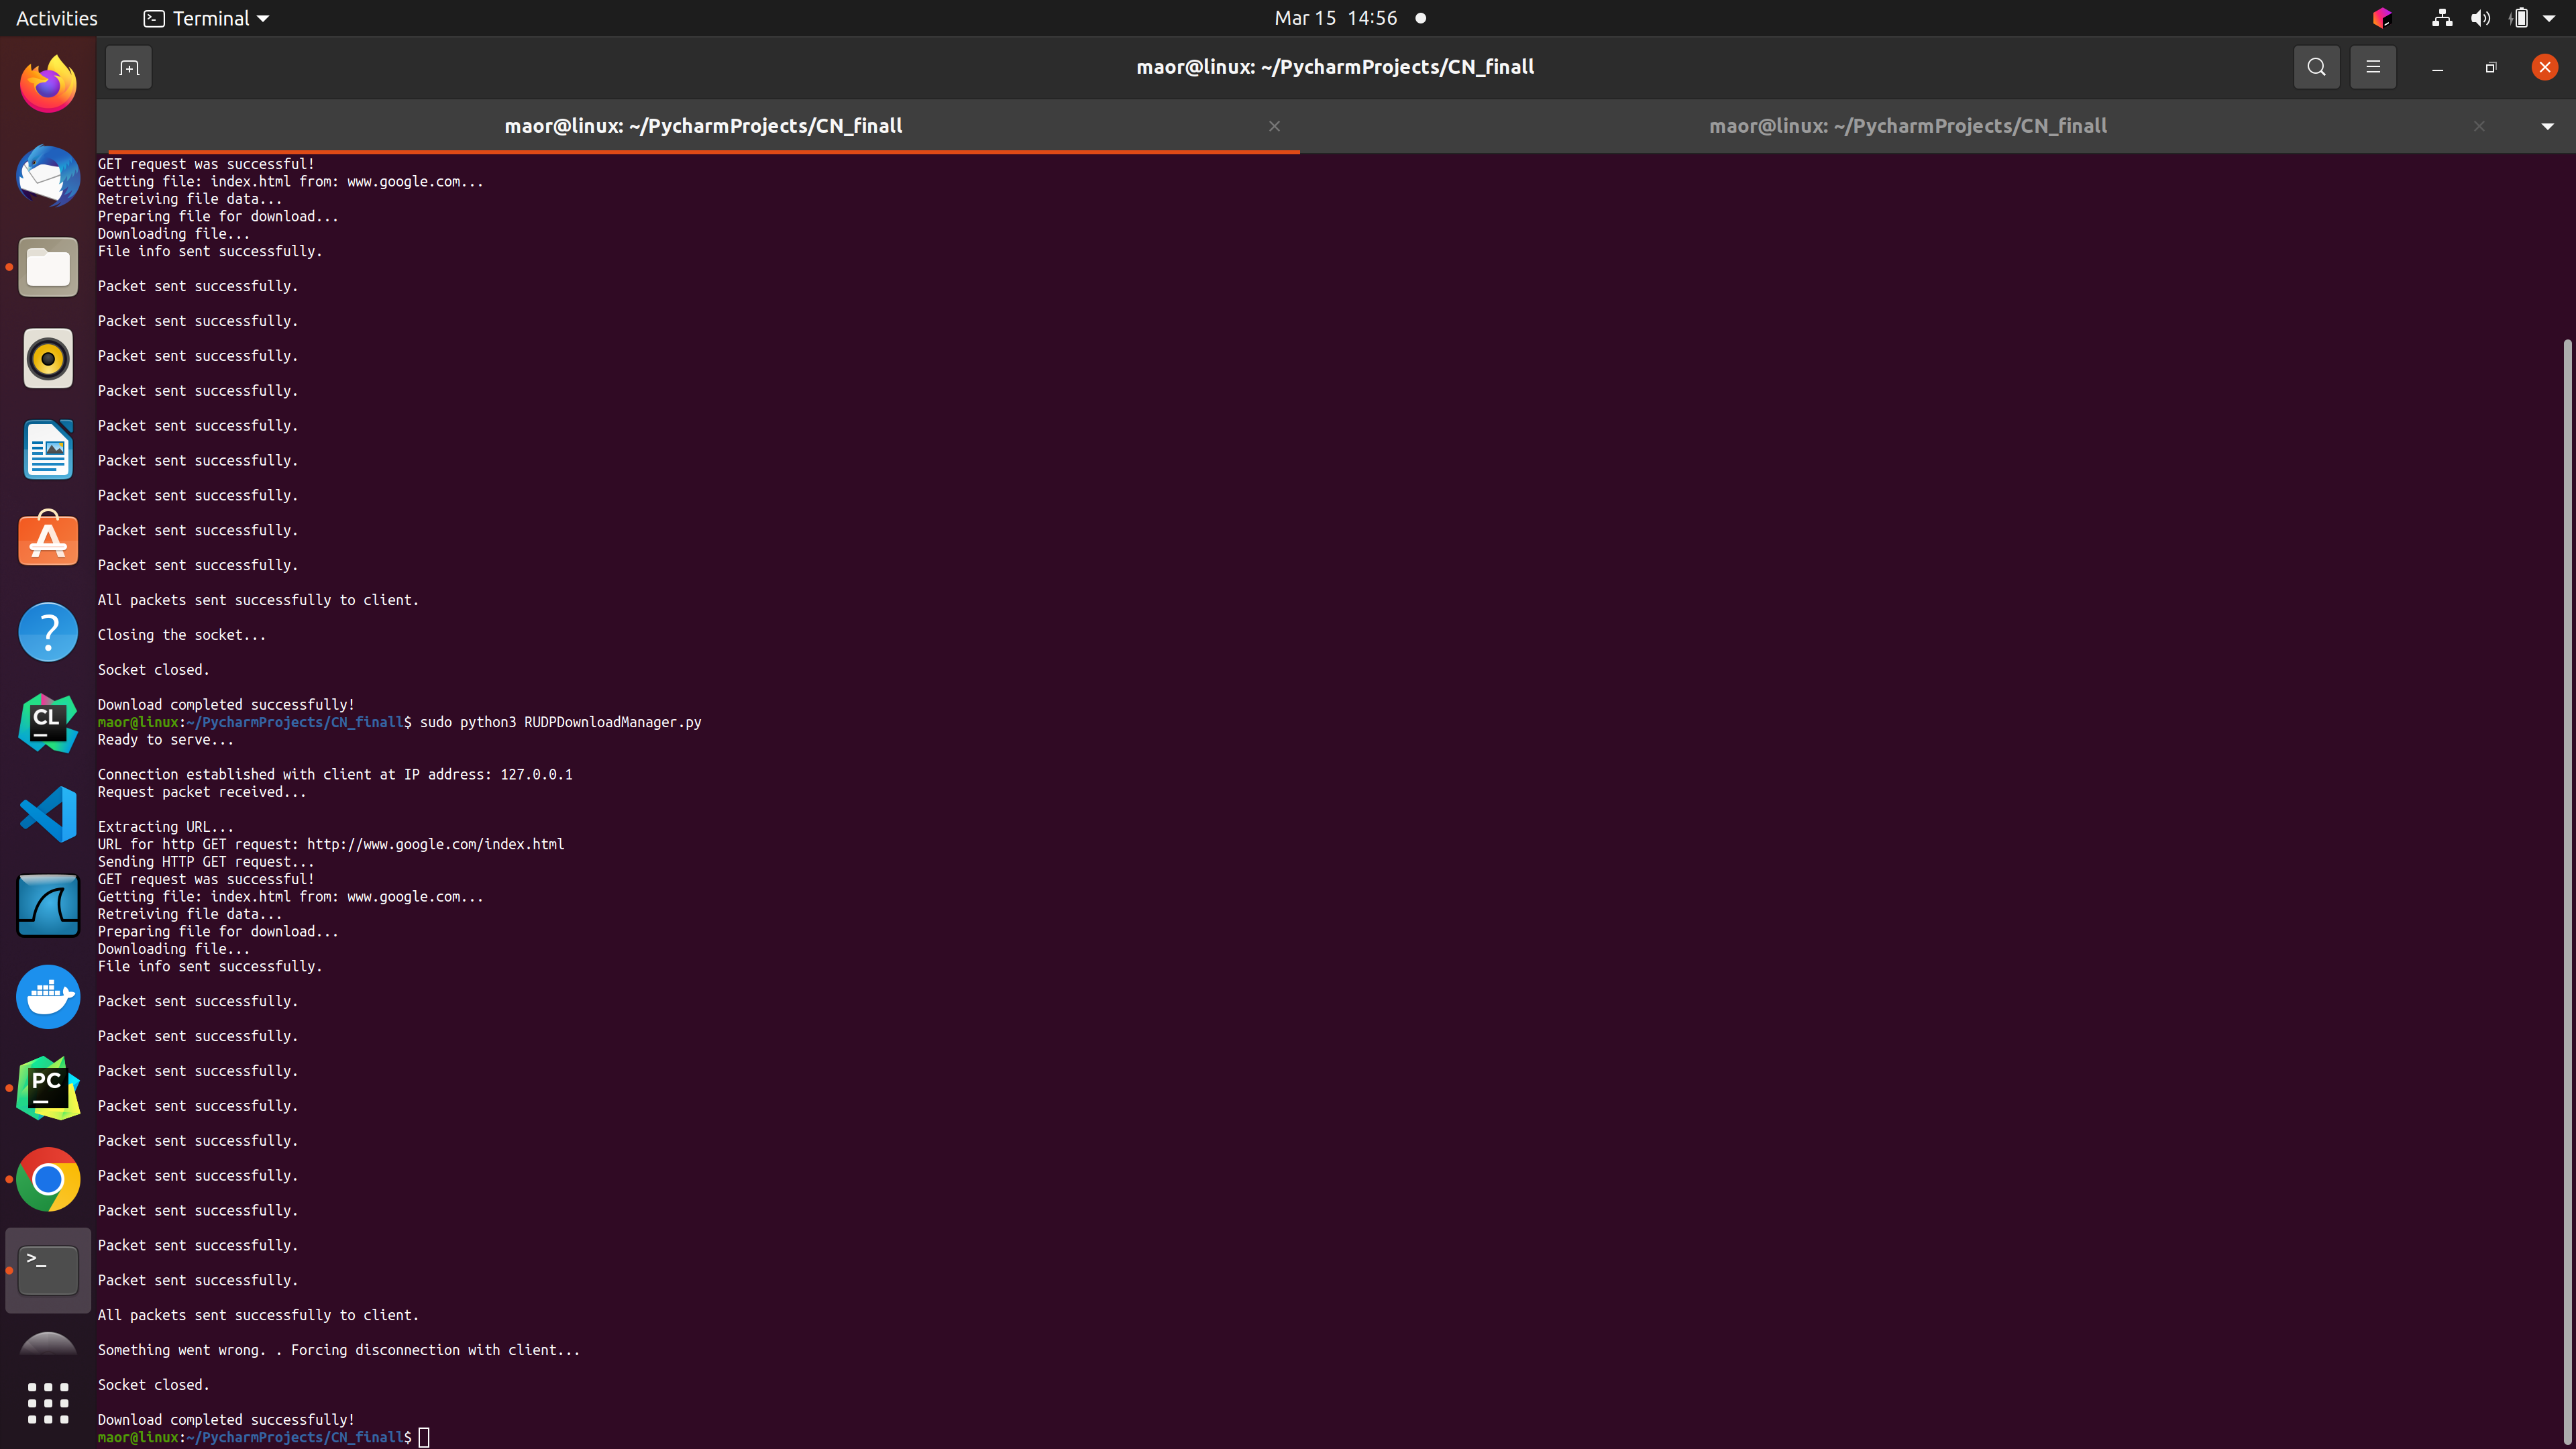 Activities
Terminal
Mar 15 14:56
maor@linux: ~/PycharmProjects/CN_finall
maor@linux: ~/PycharmProjects/CN_finall
maor@linux: ~/PycharmProjects/CN_finall
GET request was successful!
Getting file: index.html from: www.google.com...
Retreiving file data...
Preparing file for download...
Downloading file...
File info sent successfully.
Packet sent successfully.
Packet sent successfully.
Packet sent successfully.
Packet sent successfully.
Packet sent successfully.
Packet sent successfully.
Packet sent successfully.
Packet sent successfully.
Packet sent successfully.
All packets sent successfully to client.
Closing the socket...
Socket closed.
Download completed successfully!
maor@linux:~/PycharmProjects/CN_finall$ sudo python3 RUDPDownloadManager.py
Ready to serve...
Connection established with client at IP address: 127.0.0.1
Request packet received...
Extracting URL...
URL for http GET request: http://www.google.com/index.html
Sending HTTP GET request...
GET request was successful!
Getting file: index.html from: www.google.com...
Retreiving file data...
Preparing file for download...
Downloading file...
File info sent successfully.
Packet sent successfully.
Packet sent successfully.
Packet sent successfully.
Packet sent successfully.
Packet sent successfully.
Packet sent successfully.
Packet sent successfully.
Packet sent successfully.
Packet sent successfully.
All packets sent successfully to client.
Something went wrong. . Forcing disconnection with client...
Socket closed.
Download completed successfully!
maor@linux:~/PycharmProjects/CN_finall$
CL
PC